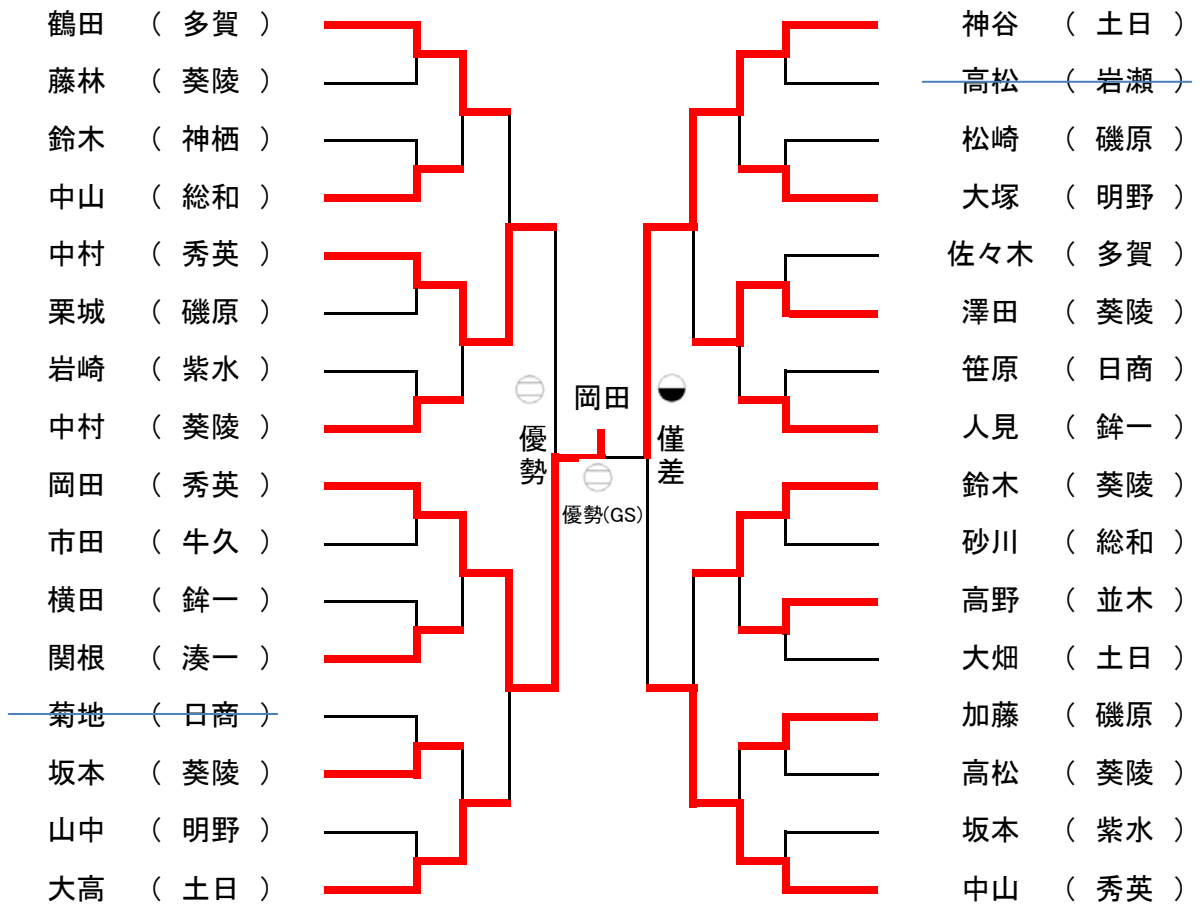 鶴田 ( 多賀 )
藤林 ( 葵陵 )
鈴木 ( 神栖 )
中山 ( 総和 )
中村 ( 秀英 )
栗城 ( 磯原 )
岩崎 ( 紫水 )
中村 ( 葵陵 )
岡田 ( 秀英 )
市田 ( 牛久 )
横田 ( 鉾一 )
関根 ( 湊一 )
菊地 ( 日商 )
坂本 ( 葵陵 )
山中 ( 明野 )
大高 ( 土日 )
岡田
優勢
僅差
優勢(GS)
神谷 ( 土日 )
高松 ( 岩瀬 )
松崎 ( 磯原 )
大塚 ( 明野 )
佐々木 ( 多賀 )
澤田 ( 葵陵 )
笹原 ( 日商 )
人見 ( 鉾一 )
鈴木 ( 葵陵 )
砂川 ( 総和 )
高野 ( 並木 )
大畑 ( 土日 )
加藤 ( 磯原 )
高松 ( 葵陵 )
坂本 ( 紫水 )
中山 ( 秀英 )